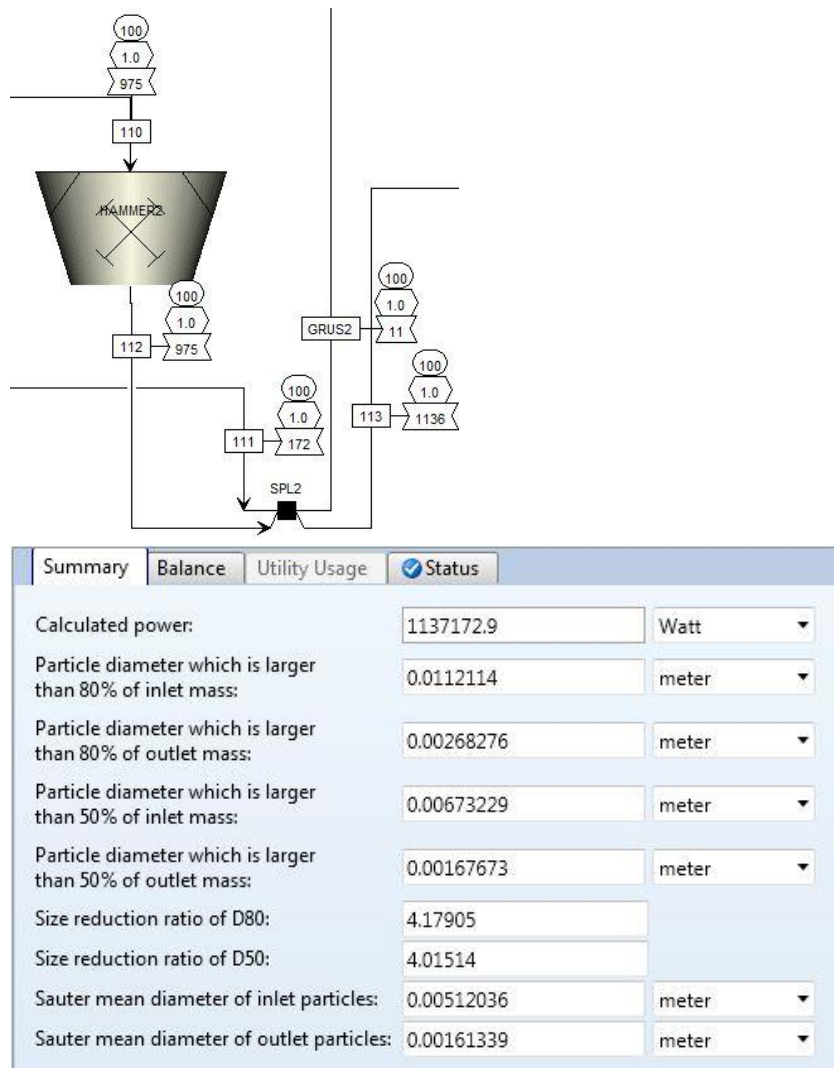 100
1.0
975
110
HAMMER2
100
1.0
112
975
GRUS2
100
1.0
11
100
1.0
111
172
100
1.0
113
1136
SPL2
Summary
Balance
Utility Usage
Status
Calculated power:
1137172.9
Watt
Particle diameter which is larger
than 80% of inlet mass:
0.0112114
meter
Particle diameter which is larger
than 80% of outlet mass:
0.00268276
meter
Particle diameter which is larger
than 50% of inlet mass:
0.00673229
meter
Particle diameter which is larger
than 50% of outlet mass:
0.00167673
meter
Size reduction ratio of D80:
4.17905
Size reduction ratio of D50:
4.01514
Sauter mean diameter of inlet particles:
0.00512036
meter
Sauter mean diameter of outlet particles:
0.00161339
meter